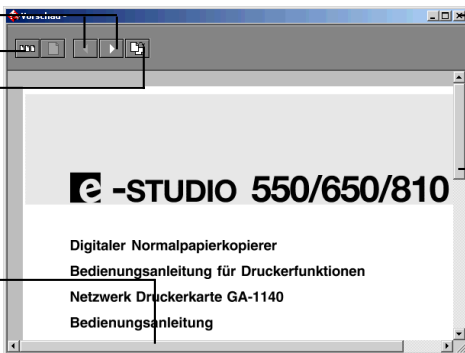 Vorschau -
e -STUDIO 550/650/810
Digitaler Normalpapierkopierer
Bedienungsanleitung für Druckerfunktionen
Netzwerk Druckerkarte GA-1140
Bedienungsanleitung